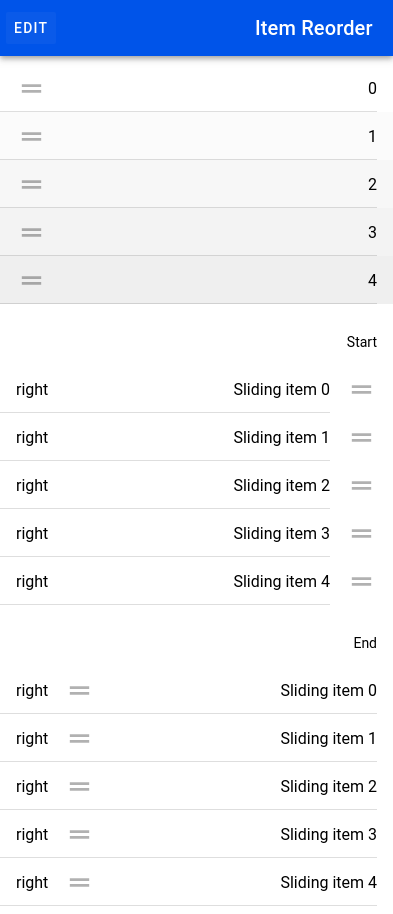 EDIT Item Reorder
0
1
2
3
4
Start
right Sliding item 0
right Sliding item 1
right Sliding item 2
right Sliding item 3
right Sliding item 4
End
right Sliding item 0
right Sliding item 1
right Sliding item 2
right Sliding item 3
right Sliding item 4